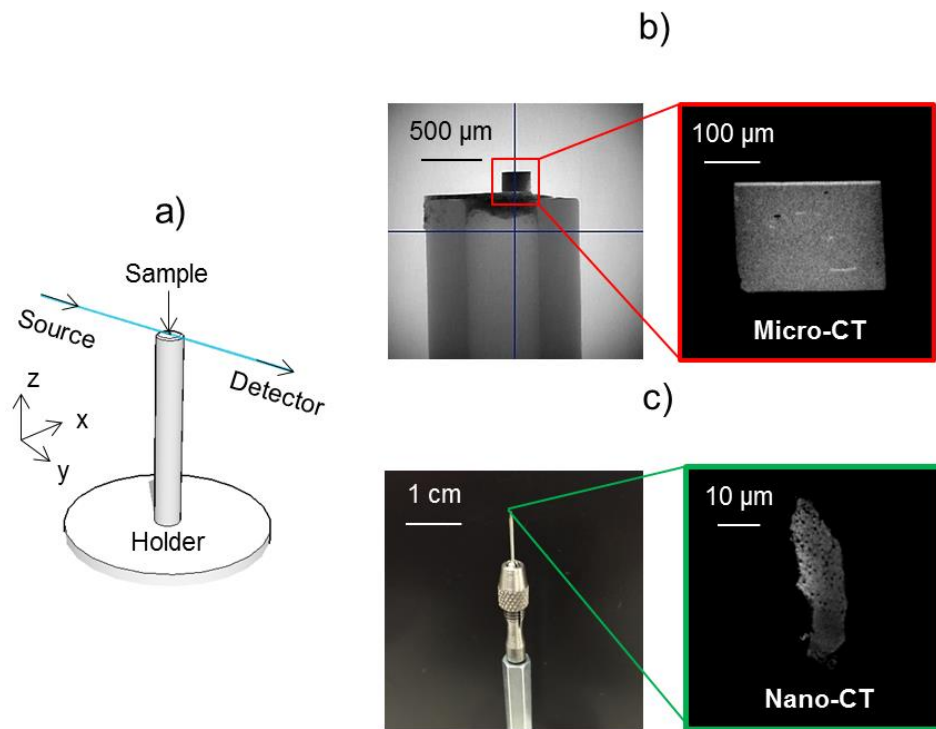 a)
Sample
Source
Detector
z
x
y
Holder
b)
500 µm
100 µm
Micro-CT
c)
1 cm
10 µm
Nano-CT